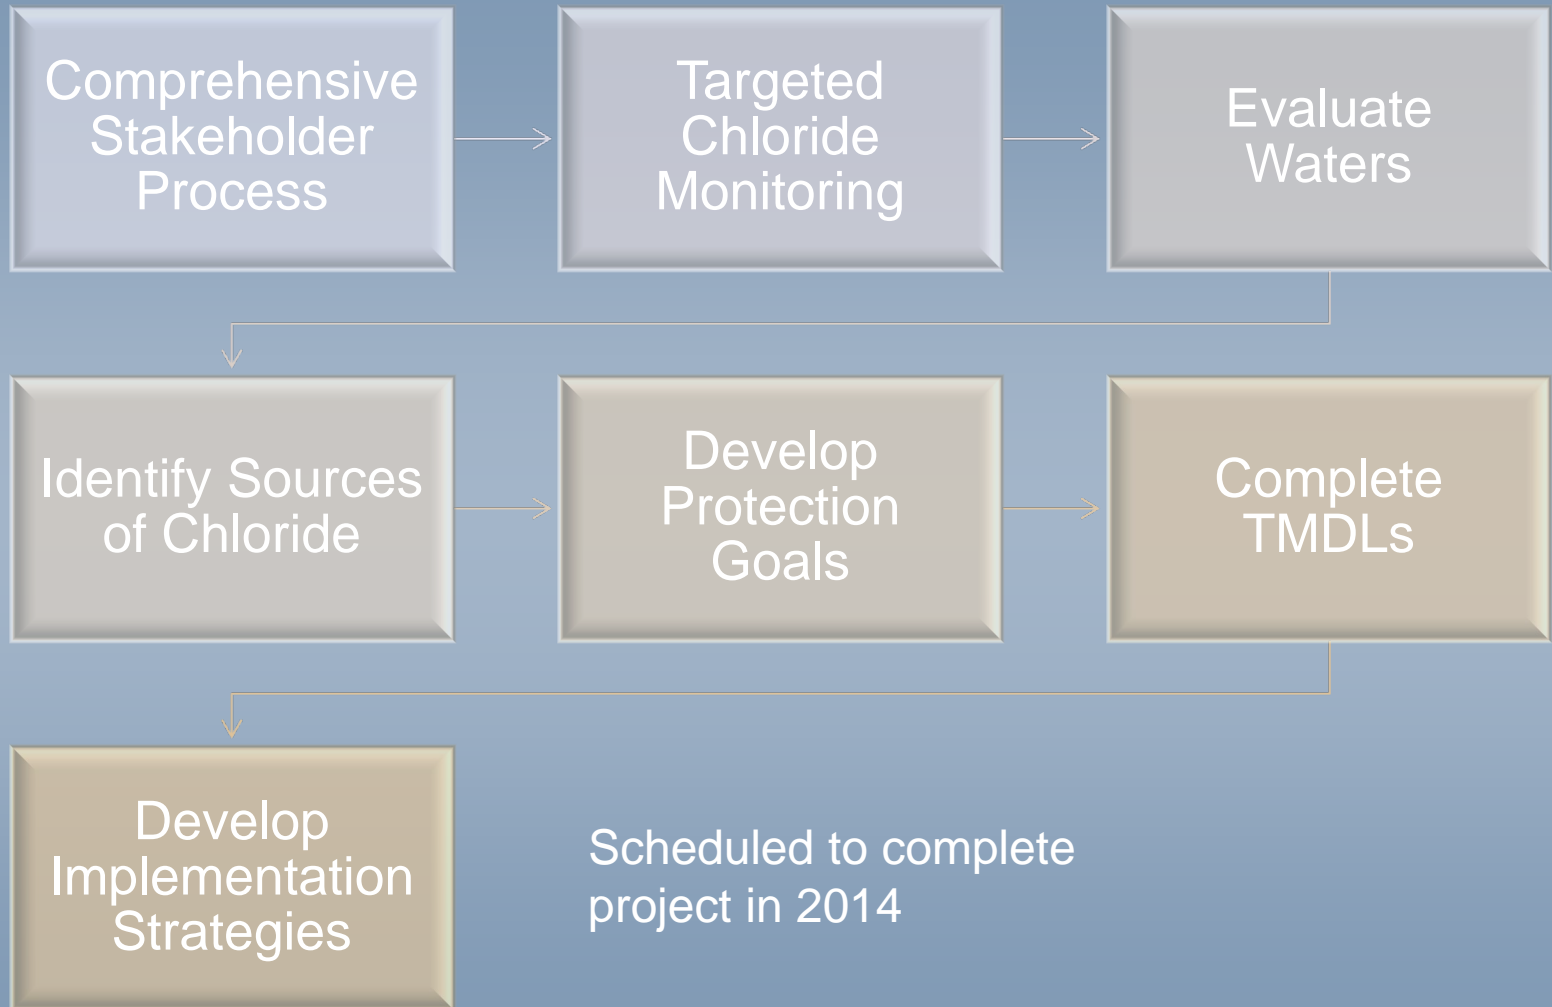 Comprehensive
Stakeholder
Process
Targeted
Chloride
Monitoring
Evaluate
Waters
Identify Sources
of Chloride
Develop
Protection
Goals
Complete
TMDLs
Develop
Implementation
Strategies
Scheduled to complete
project in 2014